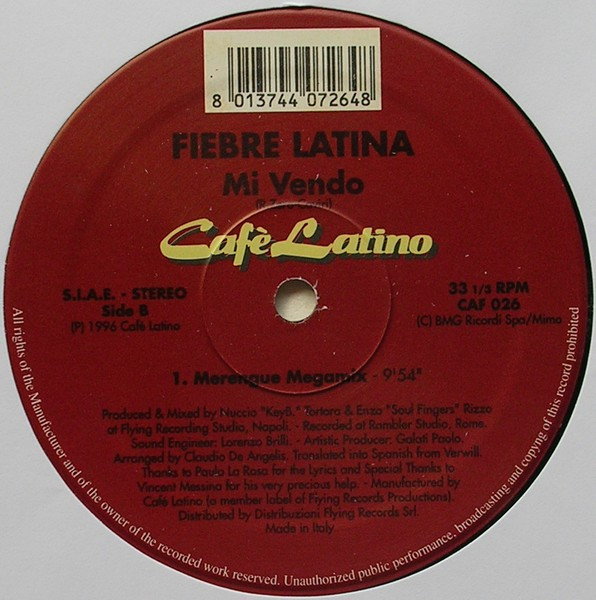 8 013744 072648
FIEBRE LATINA
Mi Vendo
(R.Zero-Caviri)
Cafè Latino
S.I.A.E. - STEREO
Side B
(P) 1996 Cafè Latino
33 1/3 RPM
CAF 026
(C) BMG Ricordi Spa/Mimo
1. Merengue Megamix - 9'54"
Produced & Mixed by Nuccio "KeyB." Tortora & Enzo "Soul Fingers" Rizzo
at Flying Recording Studio, Napoli. - Recorded at Rambler Studio, Rome.
Sound Engineer: Lorenzo Brilli. - Artistic Producer: Galati Paolo.
Arranged by Claudio De Angelis. Translated into Spanish from Verwill.
Thanks to Paula La Rosa for the Lyrics and Special Thanks to
Vincent Messina for his very precious help. - Manufactured by
Cafè Latino (a member label of Flying Records Productions).
Distributed by Distribuzioni Flying Records Srl.
Made in Italy.
All rights of the Manufacturer and of the owner of the recorded work reserved. Unauthorized public performance, broadcasting and copyng of this record prohibited